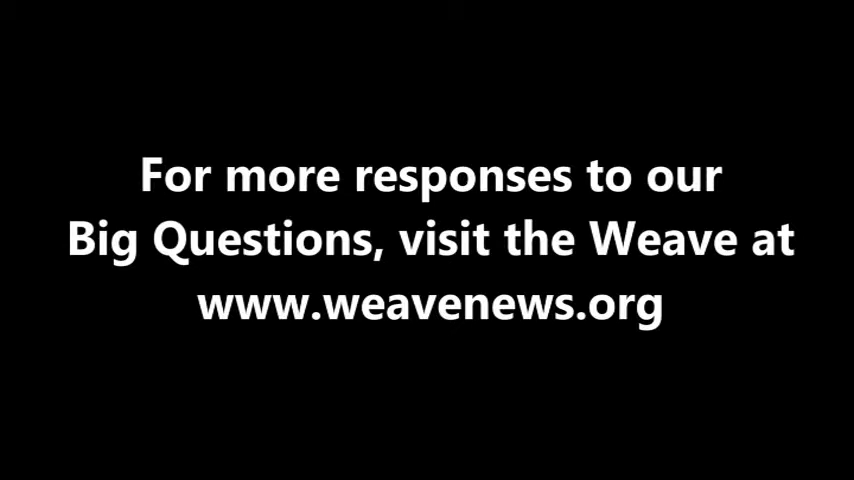 For more responses to our
Big Questions, visit the Weave at
www.weavenews.org